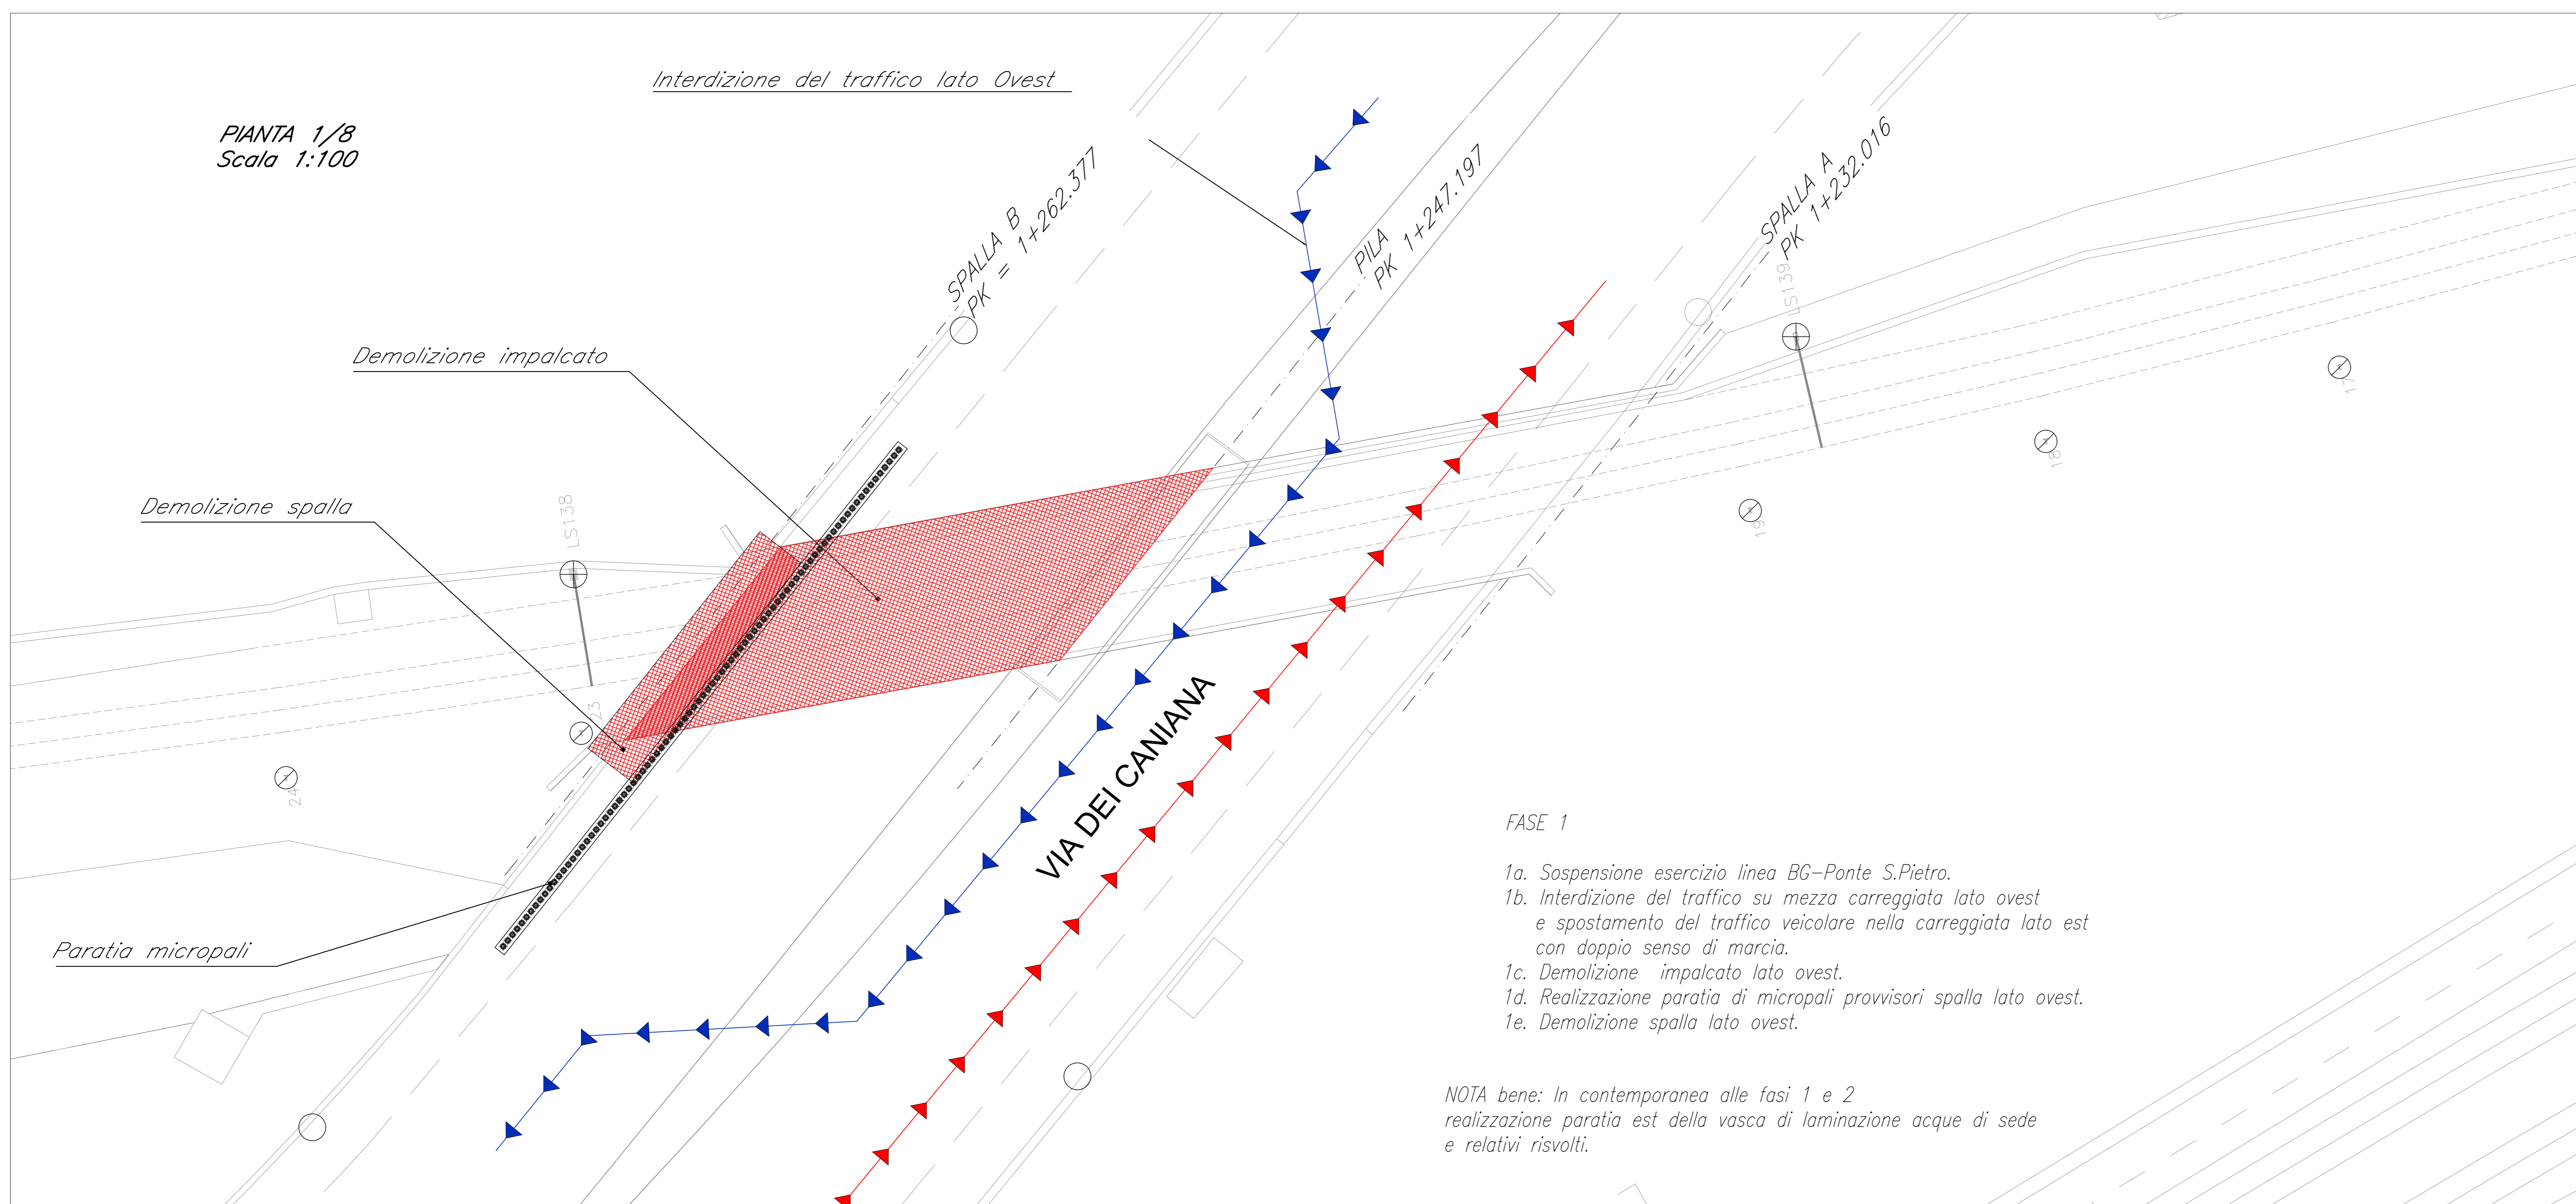 Interdizione del traffico lato Ovest
PIANTA 1/8
Scala 1:100
SPALLA B
PK = 1+262.377
PILA
PK 1+247.197
SPALLA A
PK 1+232.016
LS139
Demolizione impalcato
17
18
19
Demolizione spalla
LS138
23
24
VIA DEI CANIANA
Paratia micropali
FASE 1
1a. Sospensione esercizio linea BG-Ponte S.Pietro.
1b. Interdizione del traffico su mezza carreggiata lato ovest
e spostamento del traffico veicolare nella carreggiata lato est
con doppio senso di marcia.
1c. Demolizione impalcato lato ovest.
1d. Realizzazione paratia di micropali provvisori spalla lato ovest.
1e. Demolizione spalla lato ovest.
NOTA bene: In contemporanea alle fasi 1 e 2
realizzazione paratia est della vasca di laminazione acque di sede
e relativi risvolti.